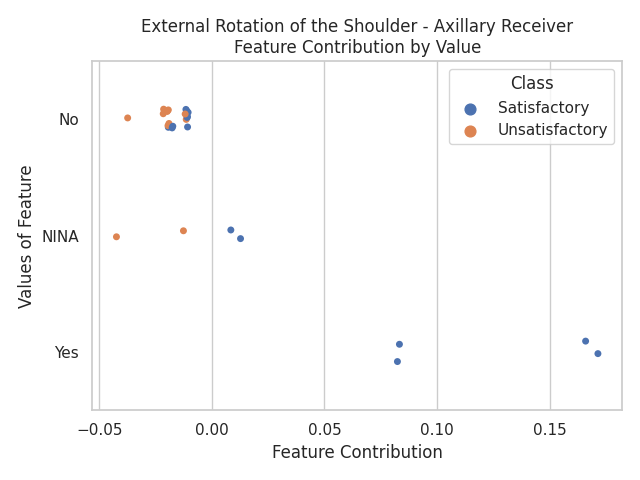 External Rotation of the Shoulder - Axillary Receiver
Feature Contribution by Value
Class
Satisfactory
Unsatisfactory
Values of Feature
No
NINA
Yes
−0.05
0.00
0.05
0.10
0.15
Feature Contribution